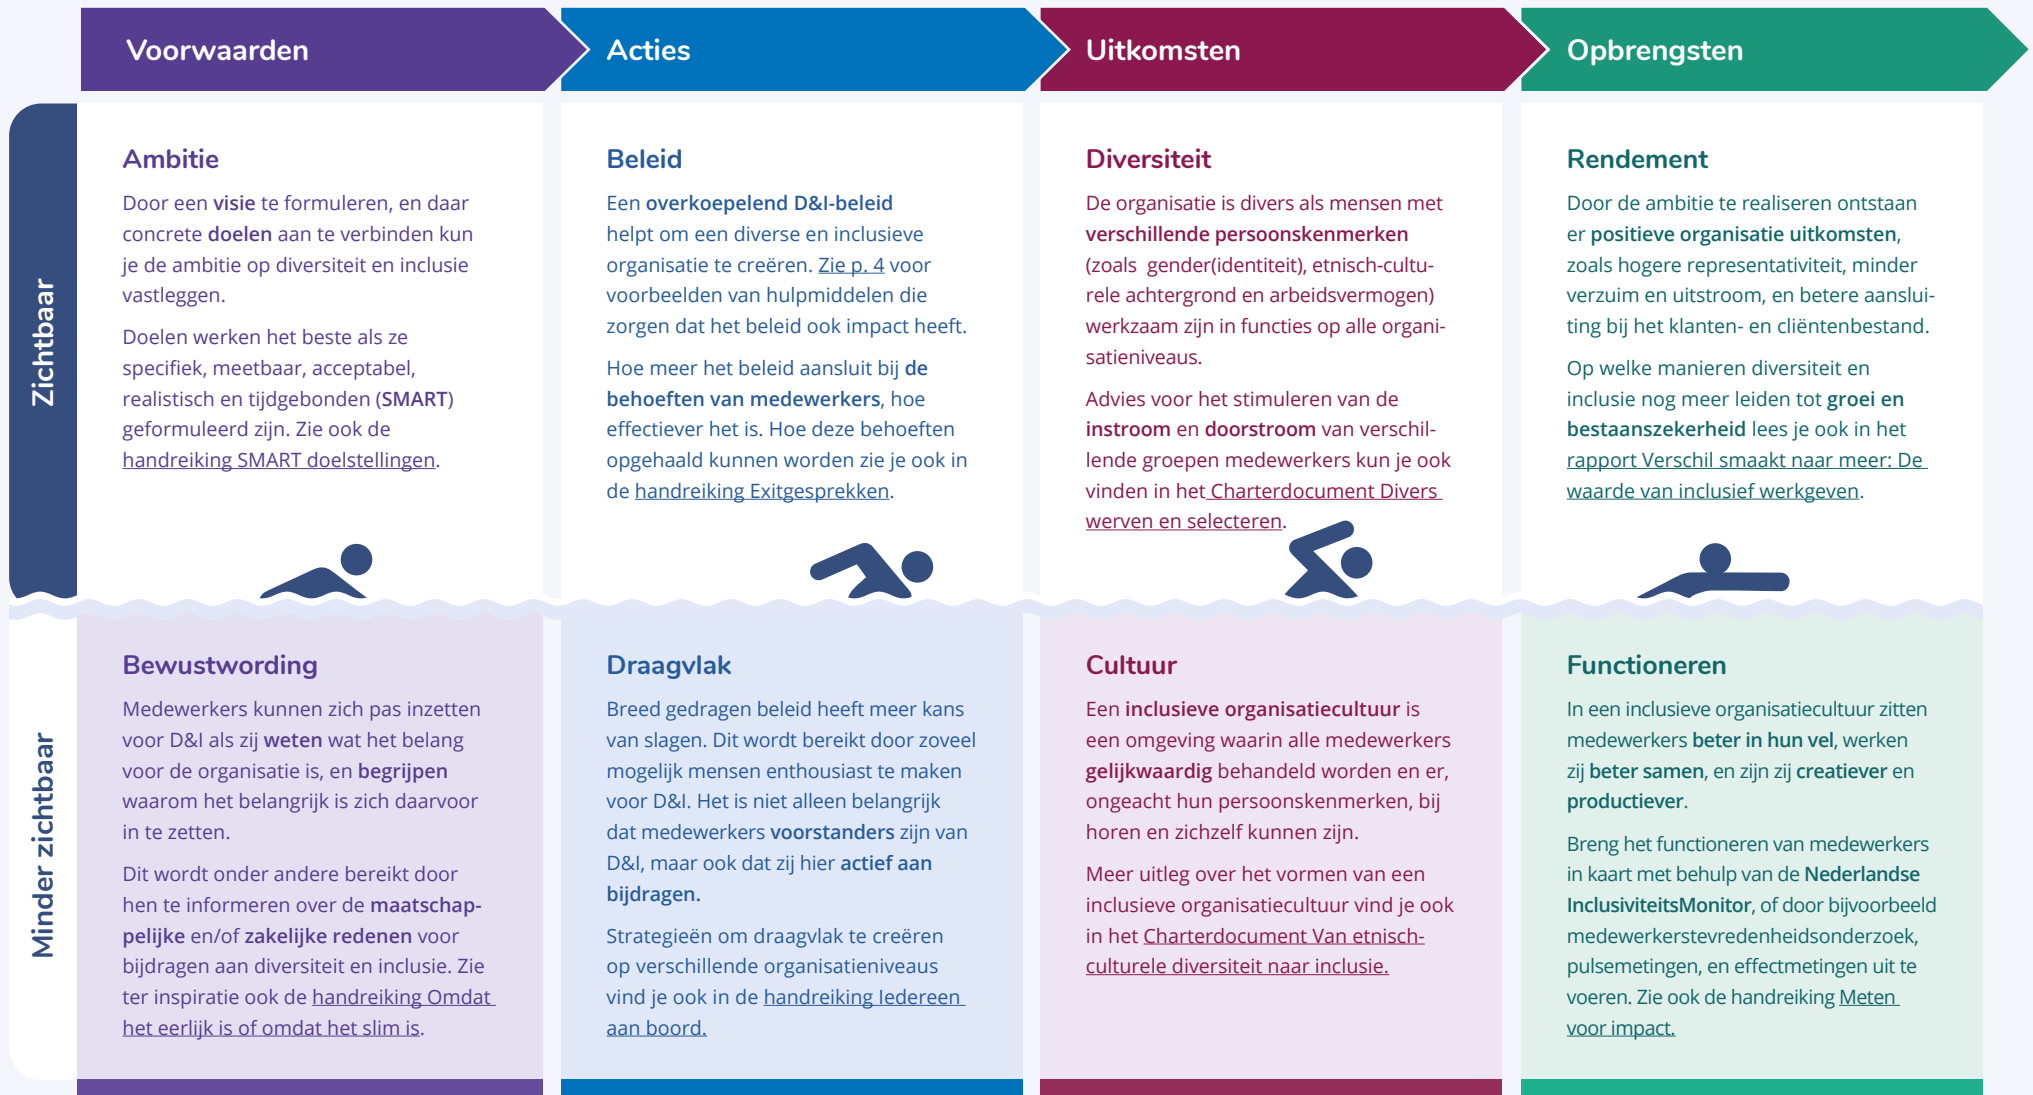 Voorwaarden
Acties
Uitkomsten
Opbrengsten
Zichtbaar
Ambitie
Door een visie te formuleren, en daar
concrete doelen aan te verbinden kun
je de ambitie op diversiteit en inclusie
vastleggen.
Doelen werken het beste als ze
specifiek, meetbaar, acceptabel,
realistisch en tijdgebonden (SMART)
geformuleerd zijn. Zie ook de
handreiking SMART doelstellingen.
Beleid
Een overkoepelend D&I-beleid
helpt om een diverse en inclusieve
organisatie te creëren. Zie p. 4 voor
voorbeelden van hulpmiddelen die
zorgen dat het beleid ook impact heeft.
Hoe meer het beleid aansluit bij de
behoeften van medewerkers, hoe
effectiever het is. Hoe deze behoeften
opgehaald kunnen worden zie je ook in
de handreiking Exitgesprekken.
Diversiteit
De organisatie is divers als mensen met
verschillende persoonskenmerken
(zoals gender(identiteit), etnisch-cultu-
rele achtergrond en arbeidsvermogen)
werkzaam zijn in functies op alle organi-
satieniveaus.
Advies voor het stimuleren van de
instroom en doorstroom van verschil-
lende groepen medewerkers kun je ook
vinden in het Charterdocument Divers
werven en selecteren.
Rendement
Door de ambitie te realiseren ontstaan
er positieve organisatie uitkomsten,
zoals hogere representativiteit, minder
verzuim en uitstroom, en betere aanslui-
ting bij het klanten- en cliëntenbestand.
Op welke manieren diversiteit en
inclusie nog meer leiden tot groei en
bestaanszekerheid lees je ook in het
rapport Verschil smaakt naar meer: De
waarde van inclusief werkgeven.
Minder zichtbaar
Bewustwording
Medewerkers kunnen zich pas inzetten
voor D&I als zij weten wat het belang
voor de organisatie is, en begrijpen
waarom het belangrijk is zich daarvoor
in te zetten.
Dit wordt onder andere bereikt door
hen te informeren over de maatschap-
pelijke en/of zakelijke redenen voor
bijdragen aan diversiteit en inclusie. Zie
ter inspiratie ook de handreiking Omdat
het eerlijk is of omdat het slim is.
Draagvlak
Breed gedragen beleid heeft meer kans
van slagen. Dit wordt bereikt door zoveel
mogelijk mensen enthousiast te maken
voor D&I. Het is niet alleen belangrijk
dat medewerkers voorstanders zijn van
D&I, maar ook dat zij hier actief aan
bijdragen.
Strategieën om draagvlak te creëren
op verschillende organisatieniveaus
vind je ook in de handreiking Iedereen
aan boord.
Cultuur
Een inclusieve organisatiecultuur is
een omgeving waarin alle medewerkers
gelijkwaardig behandeld worden en er,
ongeacht hun persoonskenmerken, bij
horen en zichzelf kunnen zijn.
Meer uitleg over het vormen van een
inclusieve organisatiecultuur vind je ook
in het Charterdocument Van etnisch-
culturele diversiteit naar inclusie.
Functioneren
In een inclusieve organisatiecultuur zitten
medewerkers beter in hun vel, werken
zij beter samen, en zijn zij creatiever en
productiever.
Breng het functioneren van medewerkers
in kaart met behulp van de Nederlandse
InclusiviteitsMonitor, of door bijvoorbeeld
medewerkerstevredenheidsonderzoek,
pulsemetingen, en effectmetingen uit te
voeren. Zie ook de handreiking Meten
voor impact.